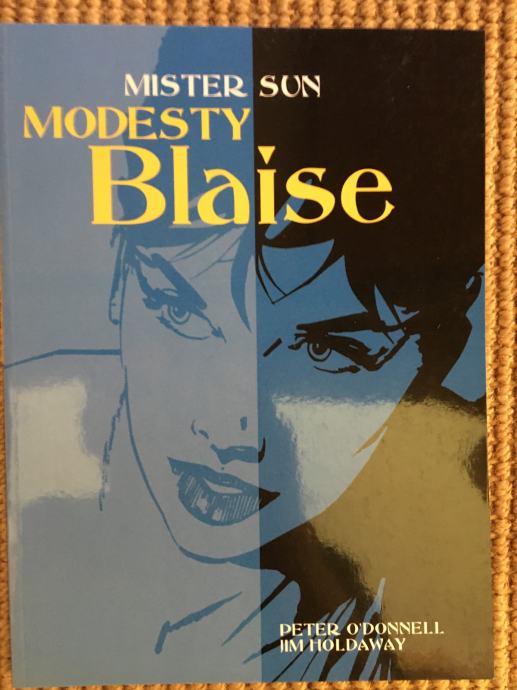 MISTER SUN
MODESTY
Blaise
PETER O'DONNELL
JIM HOLDAWAY